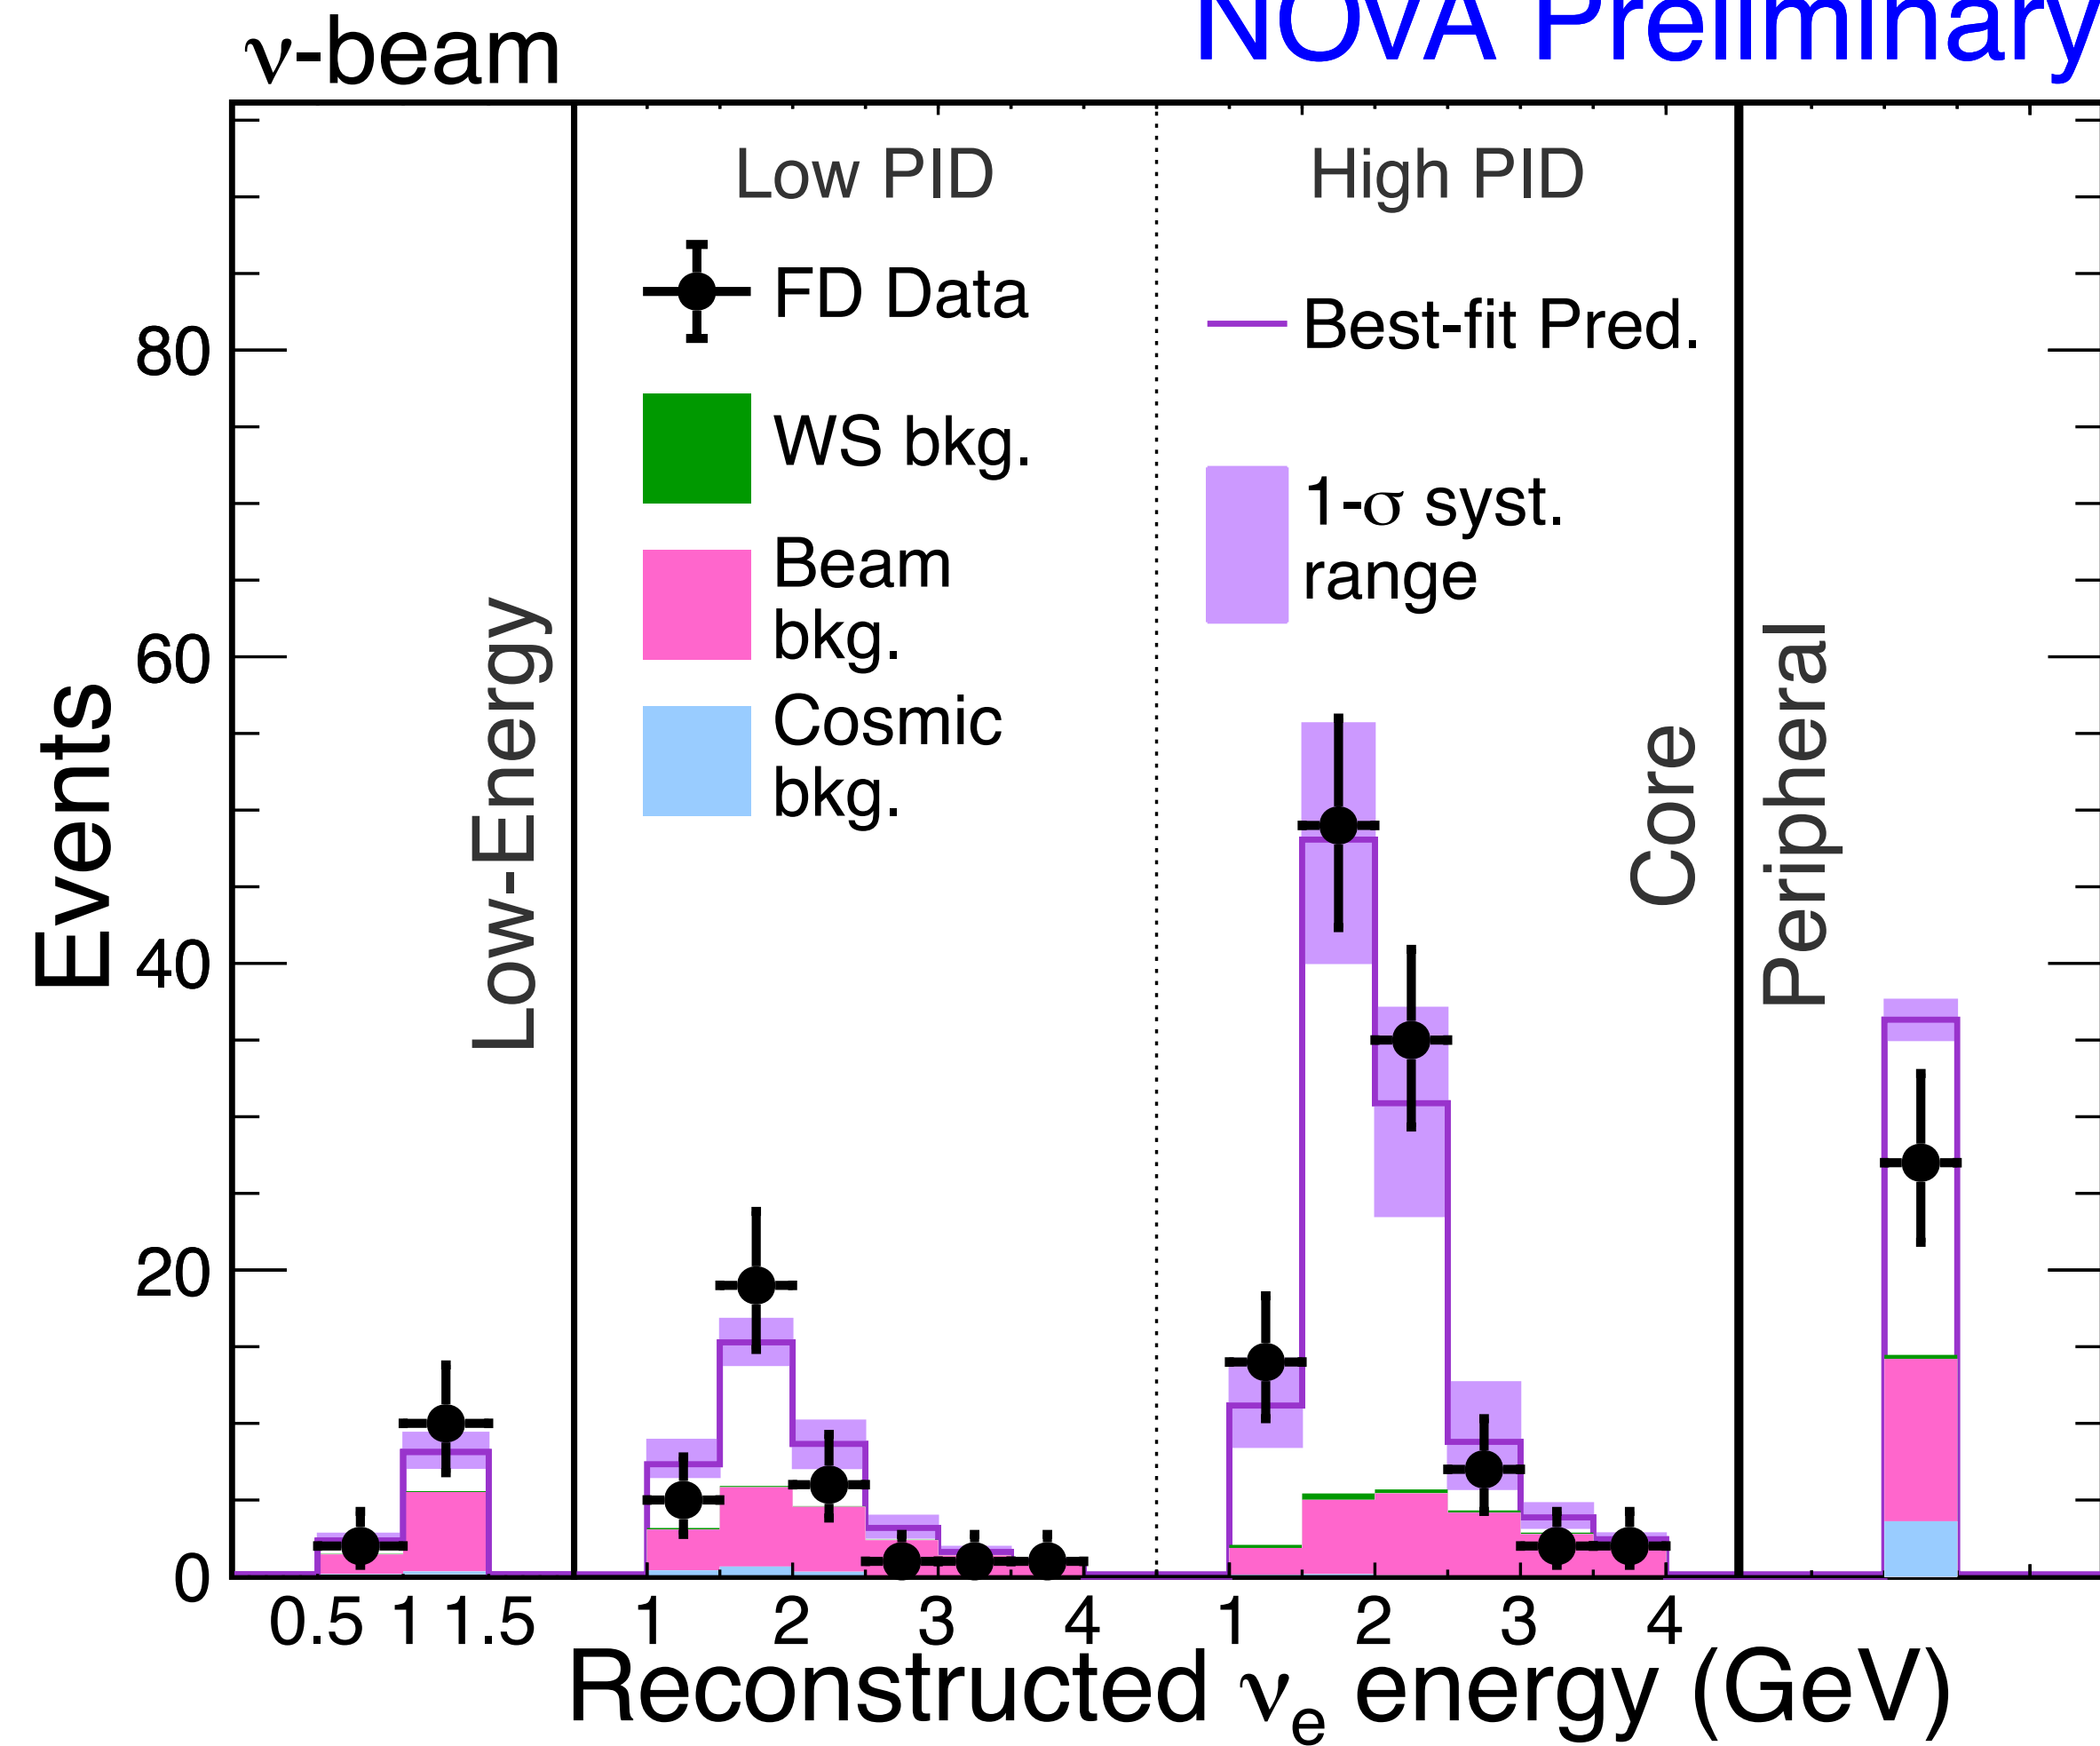 ν-beam
NOvA Preliminary
Low PID
High PID
FD Data
Best-fit Pred.
WS bkg.
1-σ syst.
range
Beam
bkg.
Cosmic
bkg.
Low-Energy
Core
Peripheral
Events
80
60
40
20
0
0.5 1 1.5 1 2 3 4 1 2 3 4
Reconstructed νe energy (GeV)